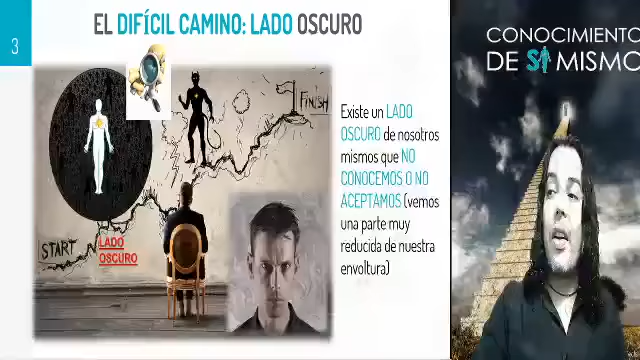 3
EL DIFÍCIL CAMINO: LADO OSCURO
FINISH
START
LADO
OSCURO
Existe un LADO
OSCURO de nosotros
mismos que NO
CONOCEMOS O NO
ACEPTAMOS (vemos
una parte muy
reducida de nuestra
envoltura)
CONOCIMIENTO
DE SÍ MISMO